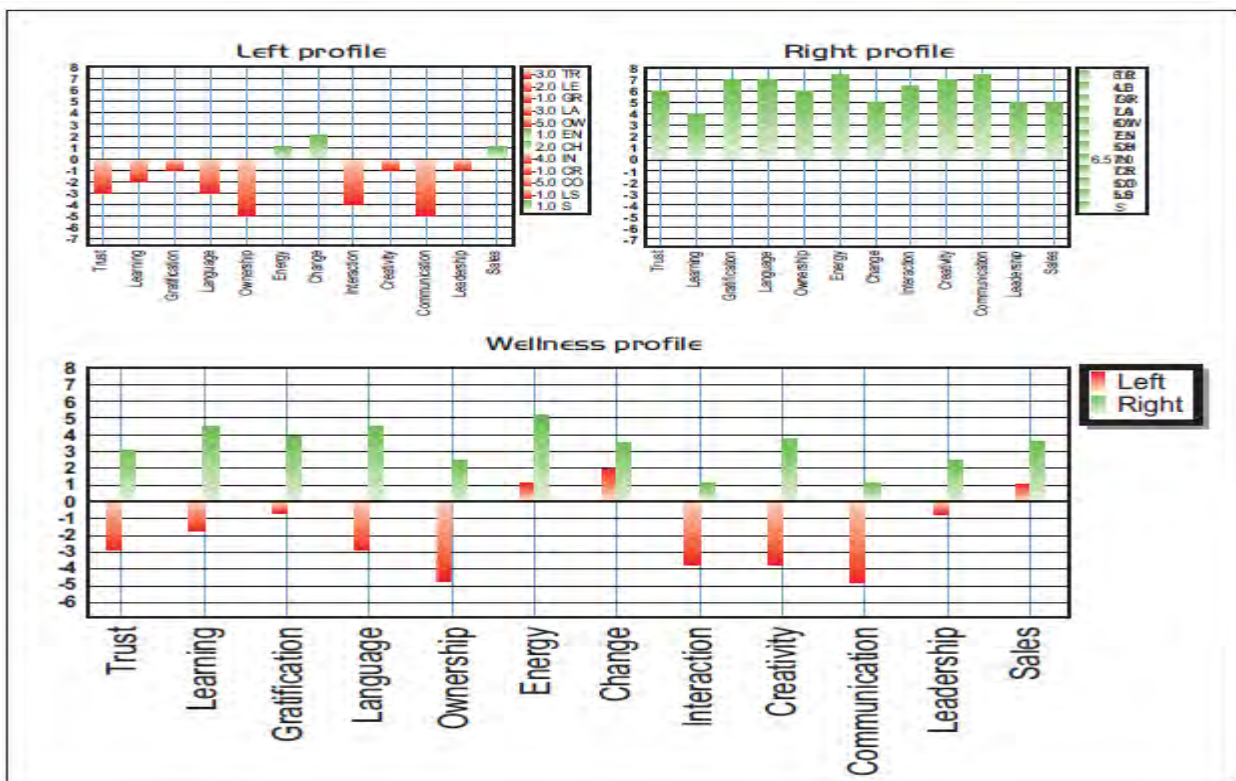 Left profile
8
7
6
5
4
3
2
1
0
-1
-2
-3
-4
-5
-6
-7
Trust
Learning
Gratification
Language
Ownership
Energy
Change
Interaction
Creativity
Communication
Leadership
Sales
-3.0 TR
-2.0 LE
-1.0 GR
-3.0 LA
-5.0 OW
1.0 EN
2.0 CH
-4.0 IN
-1.0 CR
-5.0 CO
-1.0 LS
1.0 S
Right profile
8
7
6
5
4
3
2
1
0
-1
-2
-3
-4
-5
-6
-7
Trust
Learning
Gratification
Language
Ownership
Energy
Change
Interaction
Creativity
Communication
Leadership
Sales
S
Wellness profile
8
7
6
5
4
3
2
1
0
-1
-2
-3
-4
-5
-6
Trust
Learning
Gratification
Language
Ownership
Energy
Change
Interaction
Creativity
Communication
Leadership
Sales
Left
Right